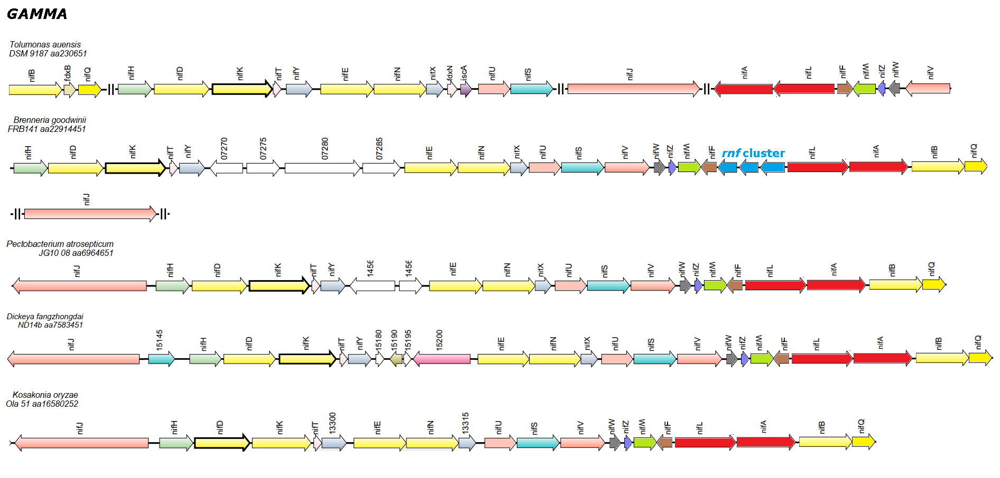 GAMMA
Tolumonas auensis
DSM 9187 aa230651
nifB fdxB nifQ nifH nifD nifK nifT nifY nifE nifN nifX fdxN iscA nifU nifS nifJ nifA nifL nifF nifW nifZ nifW nifV
Brenneria goodwinii
FRB141 aa22914451
nifH nifD nifK nifT nifY 07270 07275 07280 07285 nifE nifN nifX nifU nifS nifV nifW nifZ nifW nifF rnf cluster nifL nifA nifB nifQ
nifJ
Pectobacterium atrosepticum
JG10 08 aa6964651
nifJ nifH nifD nifK nifT nifY 1456 1456 nifE nifN nifX nifU nifS nifV nifW nifZ nifW nifF nifL nifA nifB nifQ
Dickeya fangzhongdai
ND14b aa7583451
nifJ 15145 nifH nifD nifK nifT nifY 15180 15190 15195 15200 nifE nifN nifX nifU nifS nifV nifW nifZ nifW nifF nifL nifA nifB nifQ
Kosakonia oryzae
Ola 51 aa16580252
nifJ nifH nifD nifK nifT 13300 nifE nifN 13315 nifU nifS nifV nifW nifZ nifW nifF nifL nifA nifB nifQ